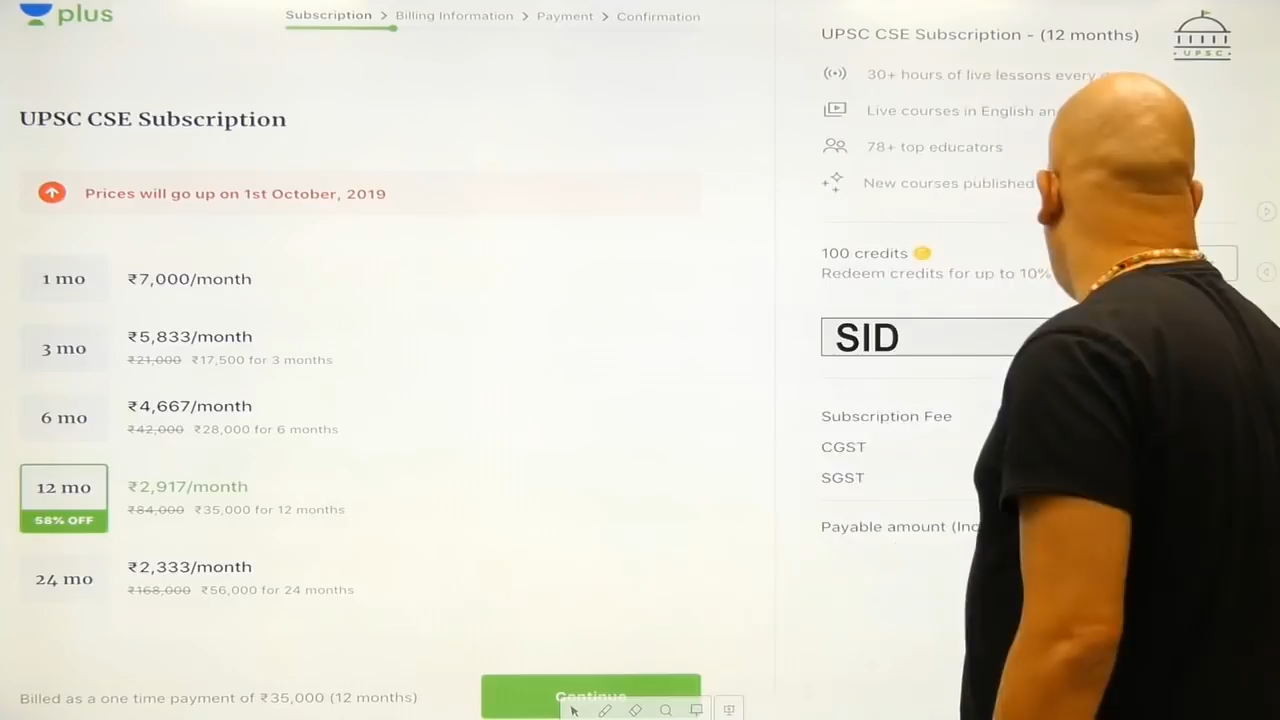 plus
Subscription > Billing Information > Payment > Confirmation
UPSC CSE Subscription
Prices will go up on 1st October, 2019
1 mo ₹7,000/month
3 mo ₹5,833/month
₹21,000 ₹17,500 for 3 months
6 mo ₹4,667/month
₹42,000 ₹28,000 for 6 months
12 mo ₹2,917/month
58% OFF ₹84,000 ₹35,000 for 12 months
24 mo ₹2,333/month
₹168,000 ₹56,000 for 24 months
Billed as a one time payment of ₹35,000 (12 months)
Continue
UPSC CSE Subscription - (12 months)
UPSC
30+ hours of live lessons every
Live courses in English
78+ top educators
New courses published
100 credits
Redeem credits for up to 10%
SID
Subscription Fee
CGST
SGST
Payable amount